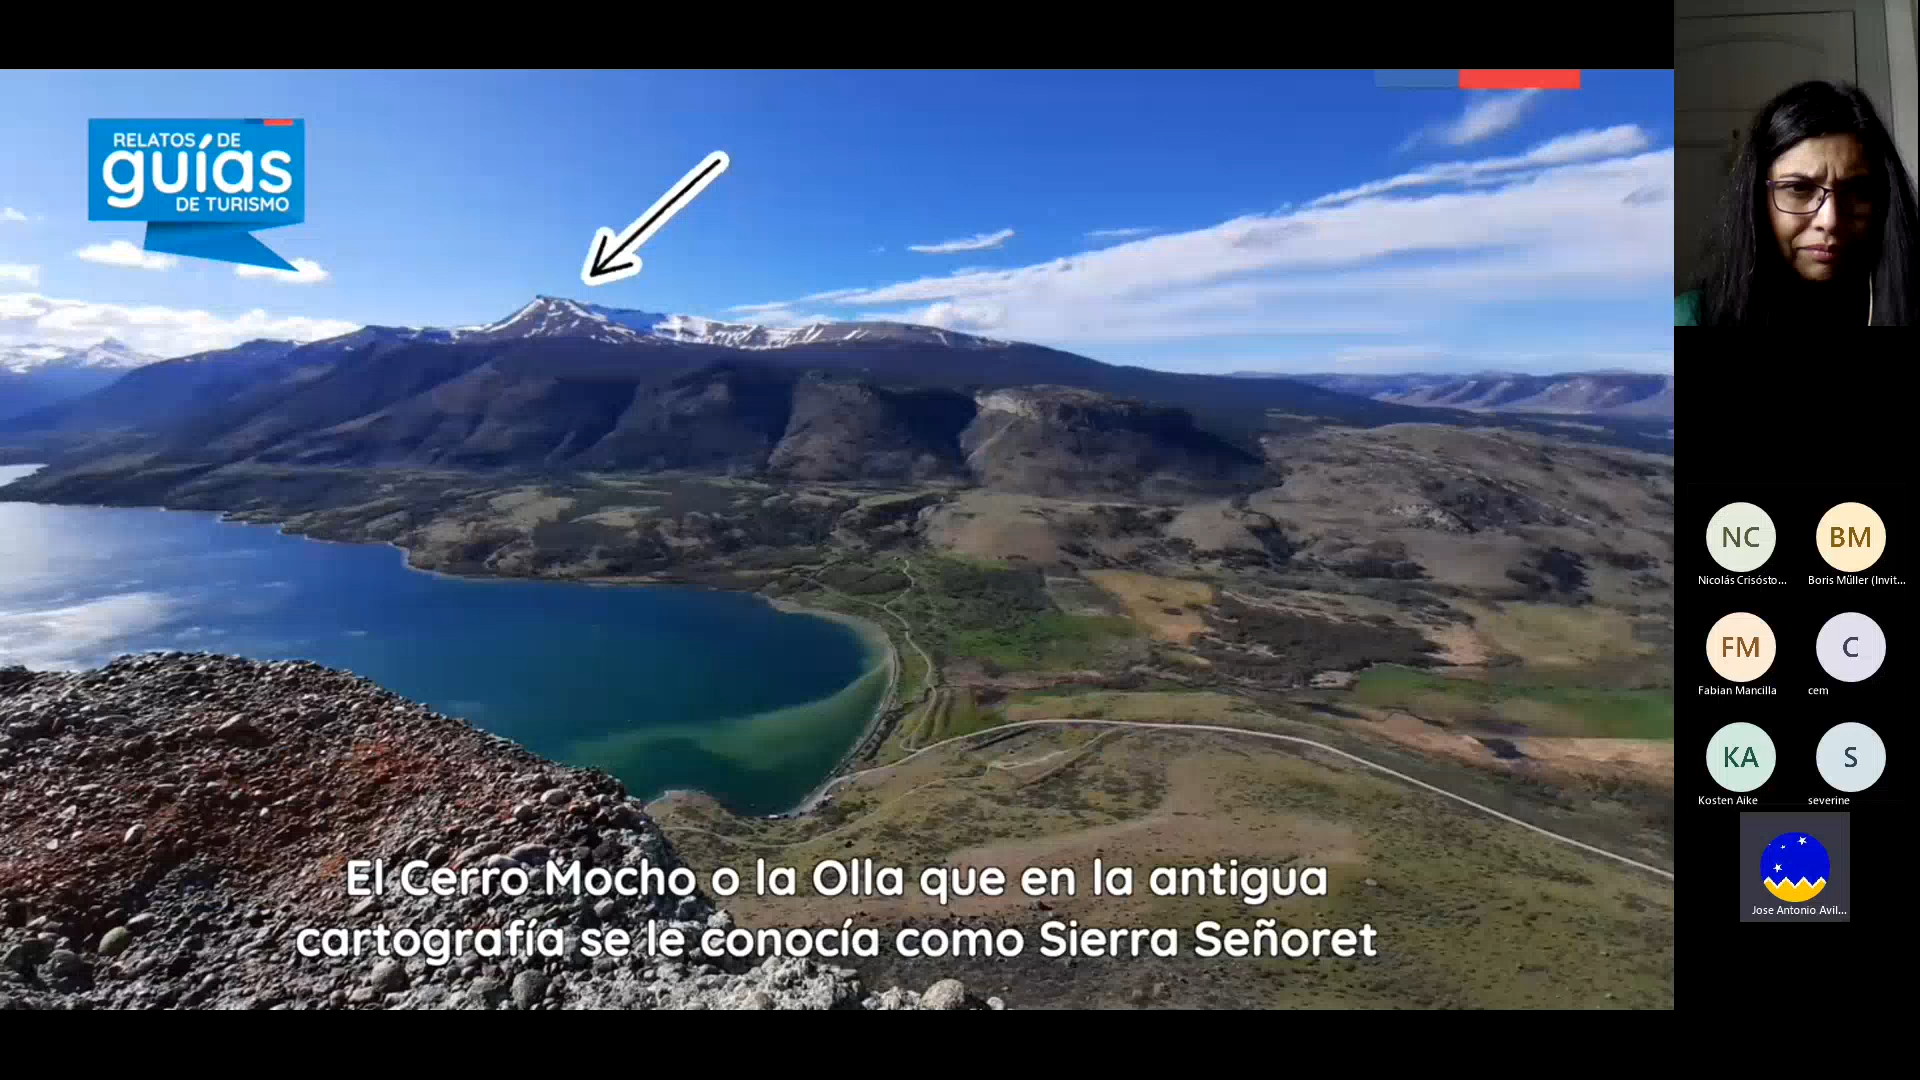 RELATOS DE
guías
DE TURISMO
El Cerro Mocho o la Olla que en la antigua
cartografía se le conocía como Sierra Señoret
NC
BM
Nicolás Crisósto...
Boris Müller (Invit...
FM
C
Fabian Mancilla
cem
KA
S
Kosten Aike
severine
Jose Antonio Avil...